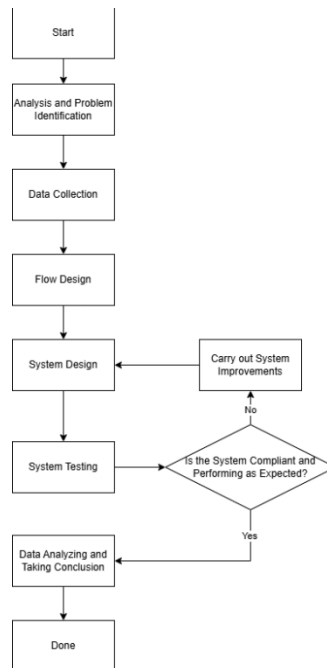 Start
Analysis and Problem
Identification
Data Collection
Flow Design
System Design
Carry out System
Improvements
No
System Testing
Is the System Compliant and
Performing as Expected?
Yes
Data Analyzing and
Taking Conclusion
Done